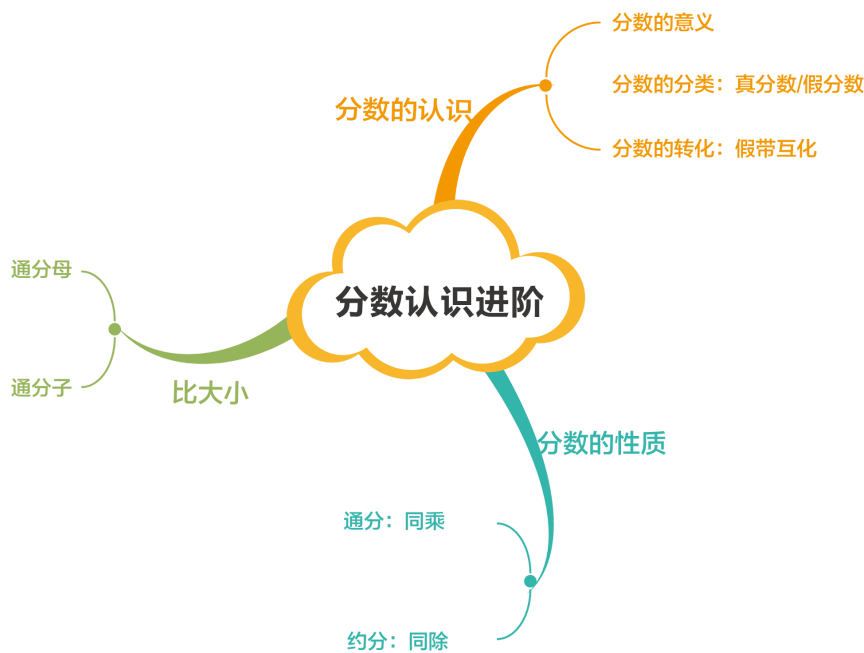 分数的意义
分数的认识
分数的分类：真分数/假分数
分数的转化：假带互化
分数认识进阶
通分母
通分子
比大小
分数的性质
通分：同乘
约分：同除